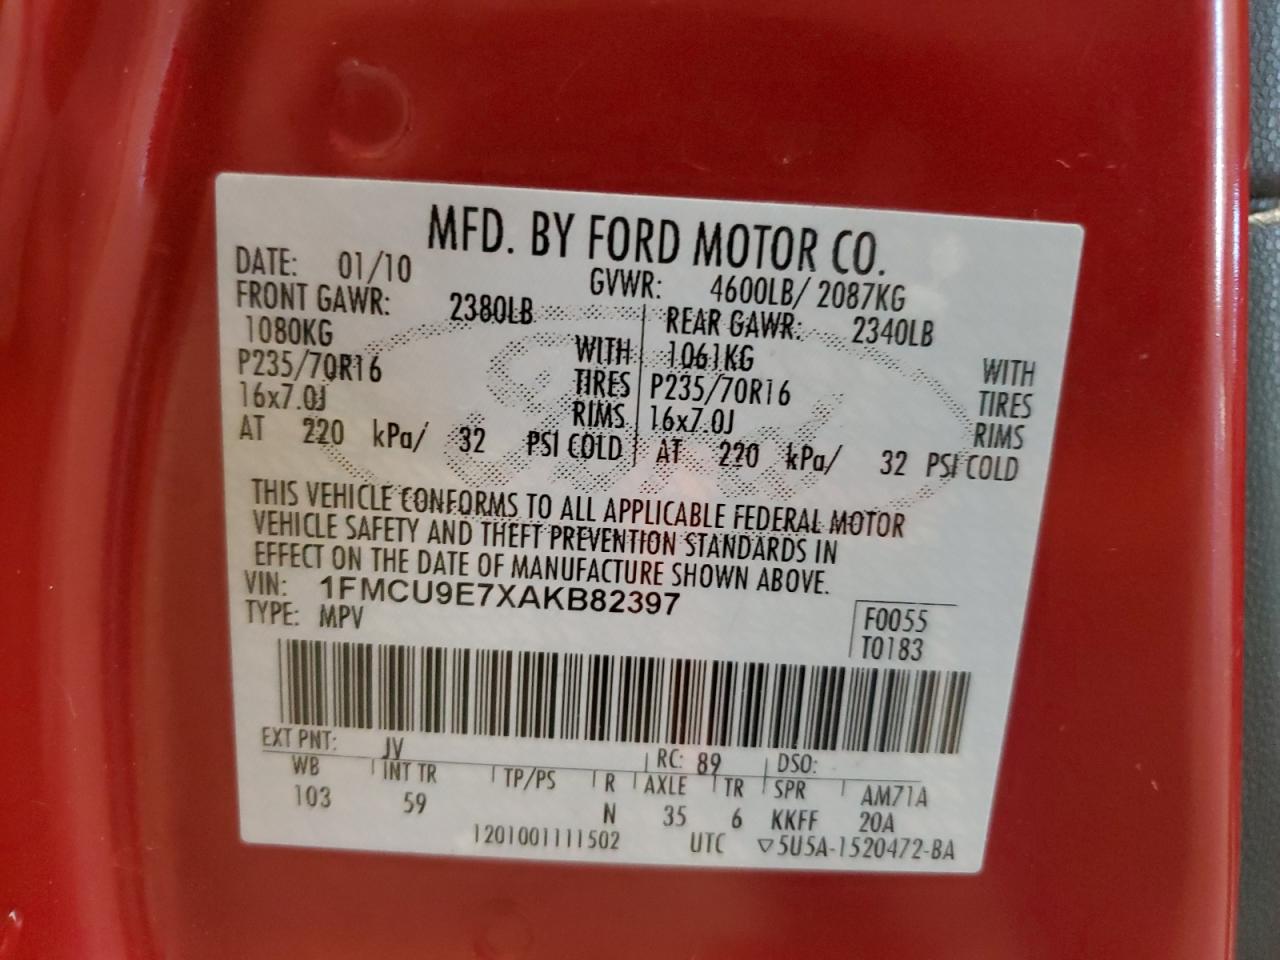 MFD. BY FORD MOTOR CO.
DATE: 01/10 GVWR: 4600LB/ 2087KG
FRONT GAWR: 2380LB REAR GAWR: 2340LB
1080KG WITH 1061KG WITH
P235/70R16 TIRES P235/70R16 TIRES
16x7.0J RIMS 16x7.0J RIMS
AT 220 kPa/ 32 PSI COLD AT 220 kPa/ 32 PSI COLD
THIS VEHICLE CONFORMS TO ALL APPLICABLE FEDERAL MOTOR
VEHICLE SAFETY AND THEFT PREVENTION STANDARDS IN
EFFECT ON THE DATE OF MANUFACTURE SHOWN ABOVE.
VIN: 1FMCU9E7XAKB82397
TYPE: MPV F0055
T0183
EXT PNT: JV RC: 89 DSO:
WB INT TR TP/PS R AXLE TR SPR AM71A
103 59 N 35 6 KKFF 20A
1201001111502 UTC ▽5U5A-1520472-BA